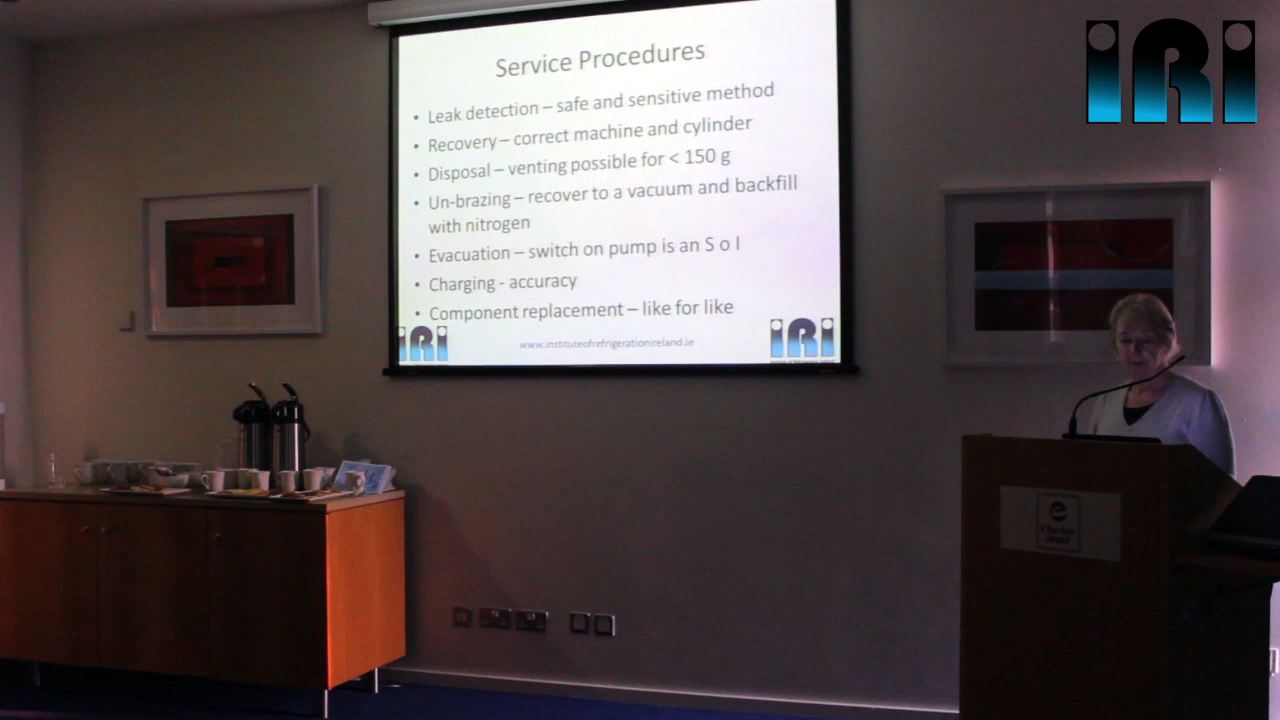 IRI
Service Procedures
• Leak detection – safe and sensitive method
• Recovery – correct machine and cylinder
• Disposal – venting possible for < 150 g
• Un-brazing – recover to a vacuum and backfill
with nitrogen
• Evacuation – switch on pump is an S o I
• Charging - accuracy
• Component replacement – like for like
IRI
www.instituteofrefrigerationireland.ie
IRI
Clarion
Hotel